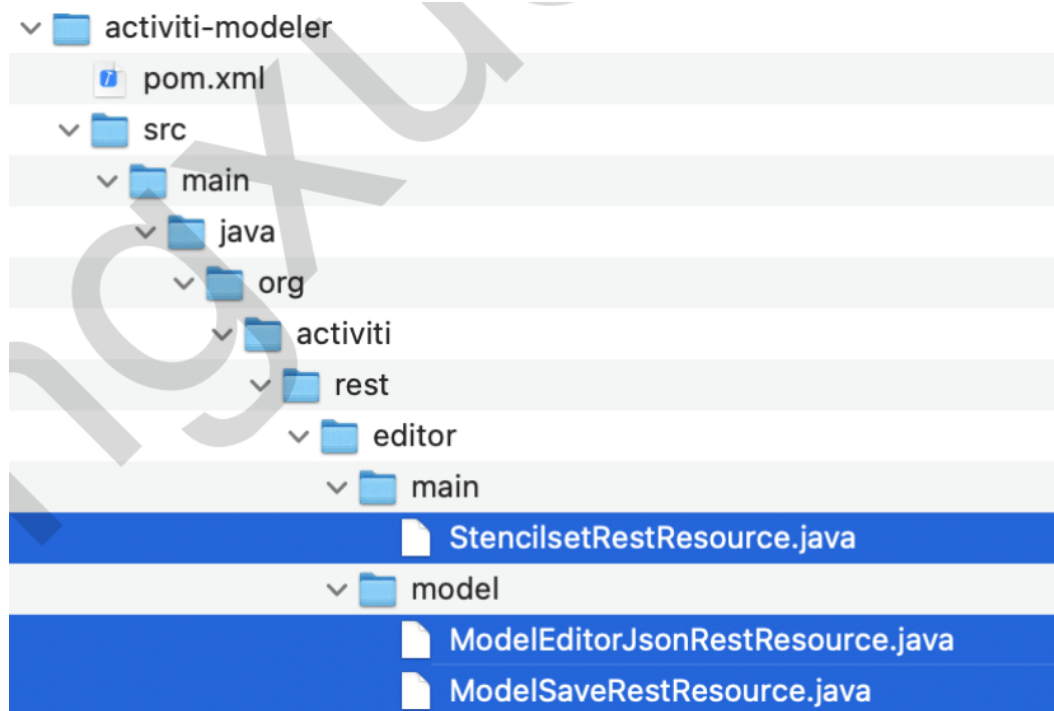 activiti-modeler
pom.xml
src
main
java
org
activiti
rest
editor
main
StencilsetRestResource.java
model
ModelEditorJsonRestResource.java
ModelSaveRestResource.java